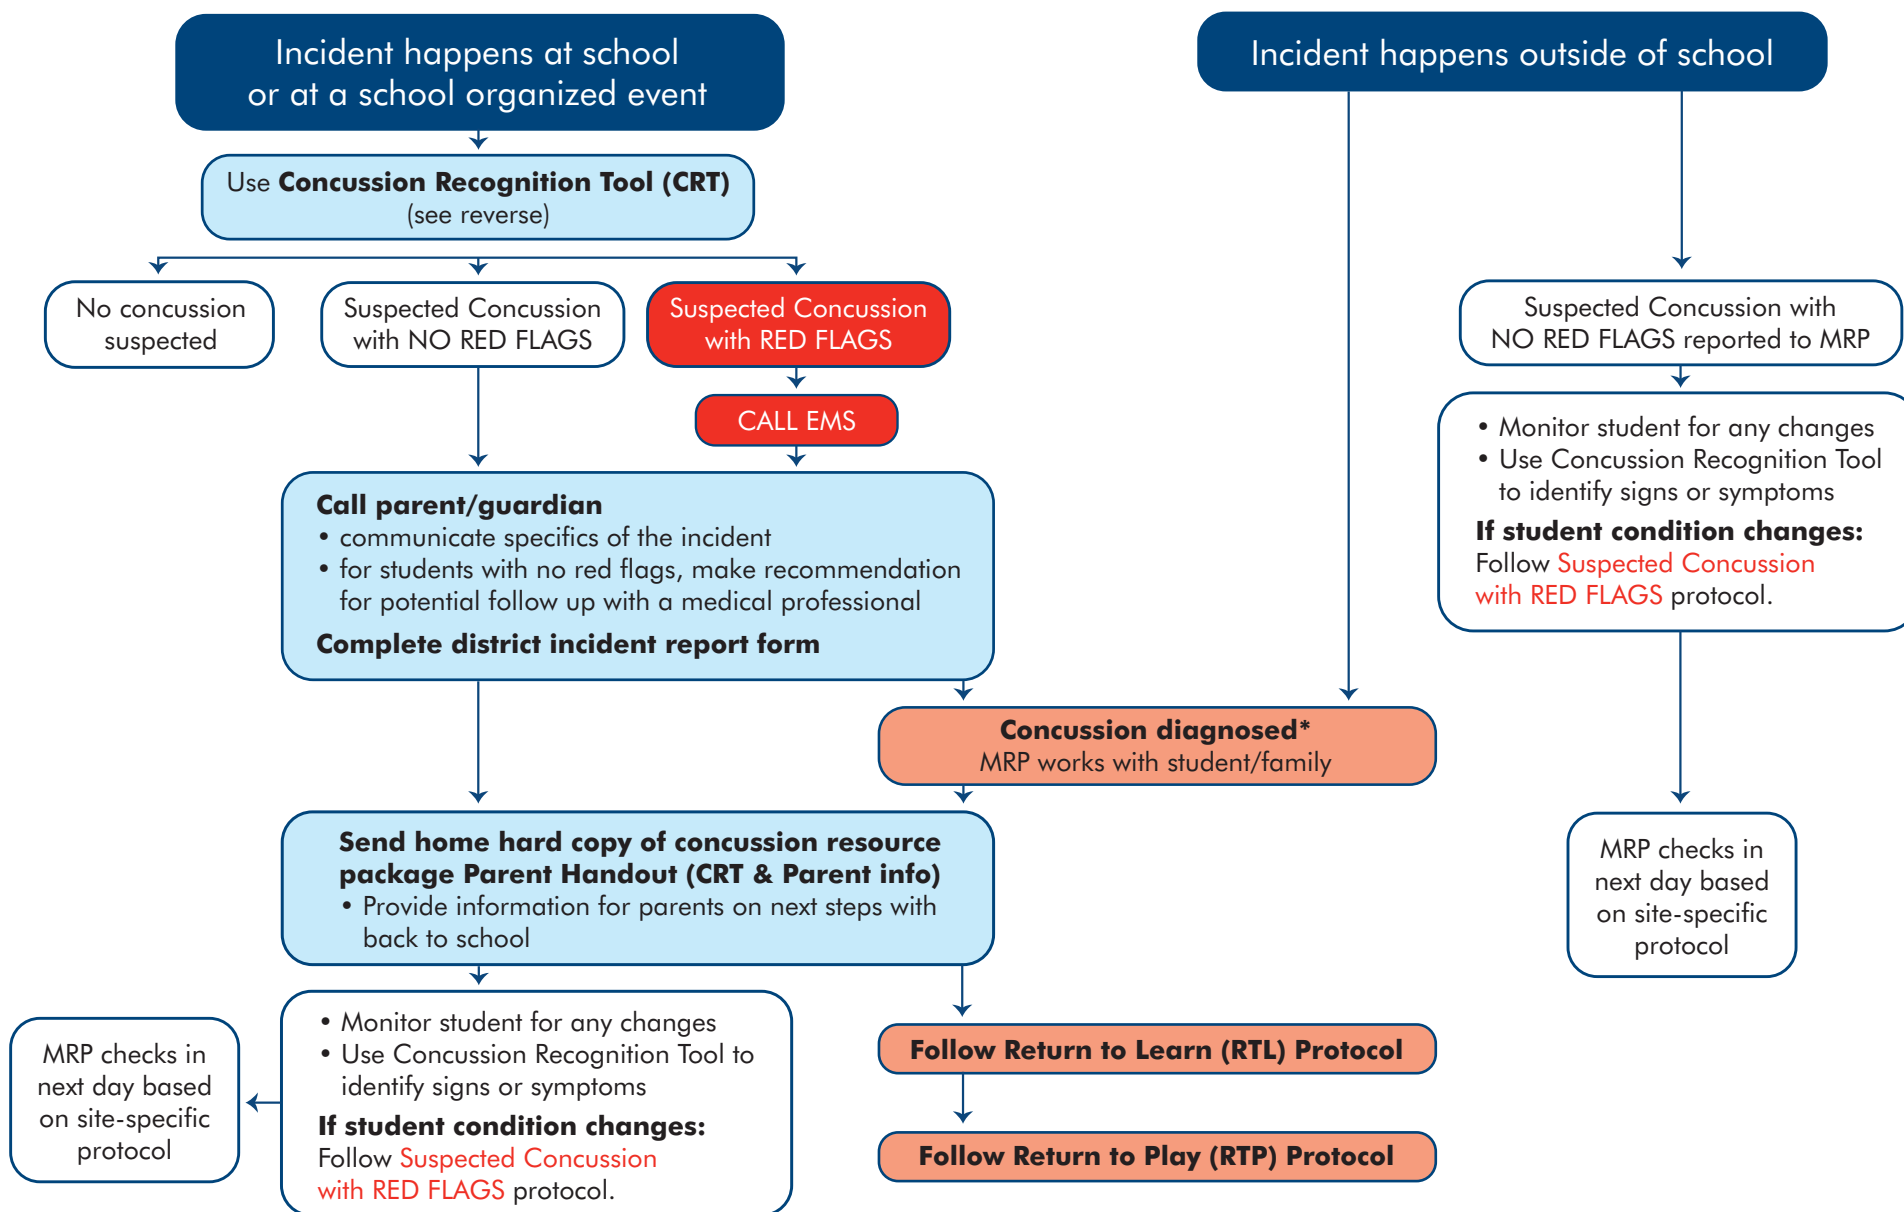 Incident happens at school
or at a school organized event
Incident happens outside of school
Use Concussion Recognition Tool (CRT)
(see reverse)
No concussion
suspected
Suspected Concussion
with NO RED FLAGS
Suspected Concussion
with RED FLAGS
CALL EMS
Suspected Concussion with
NO RED FLAGS reported to MRP
• Monitor student for any changes
• Use Concussion Recognition Tool
to identify signs or symptoms
If student condition changes:
Follow Suspected Concussion
with RED FLAGS protocol.
Call parent/guardian
• communicate specifics of the incident
• for students with no red flags, make recommendation
for potential follow up with a medical professional
Complete district incident report form
Concussion diagnosed*
MRP works with student/family
Send home hard copy of concussion resource
package Parent Handout (CRT & Parent info)
• Provide information for parents on next steps with
back to school
MRP checks in
next day based
on site-specific
protocol
MRP checks in
next day based
on site-specific
protocol
• Monitor student for any changes
• Use Concussion Recognition Tool to
identify signs or symptoms
If student condition changes:
Follow Suspected Concussion
with RED FLAGS protocol.
Follow Return to Learn (RTL) Protocol
Follow Return to Play (RTP) Protocol